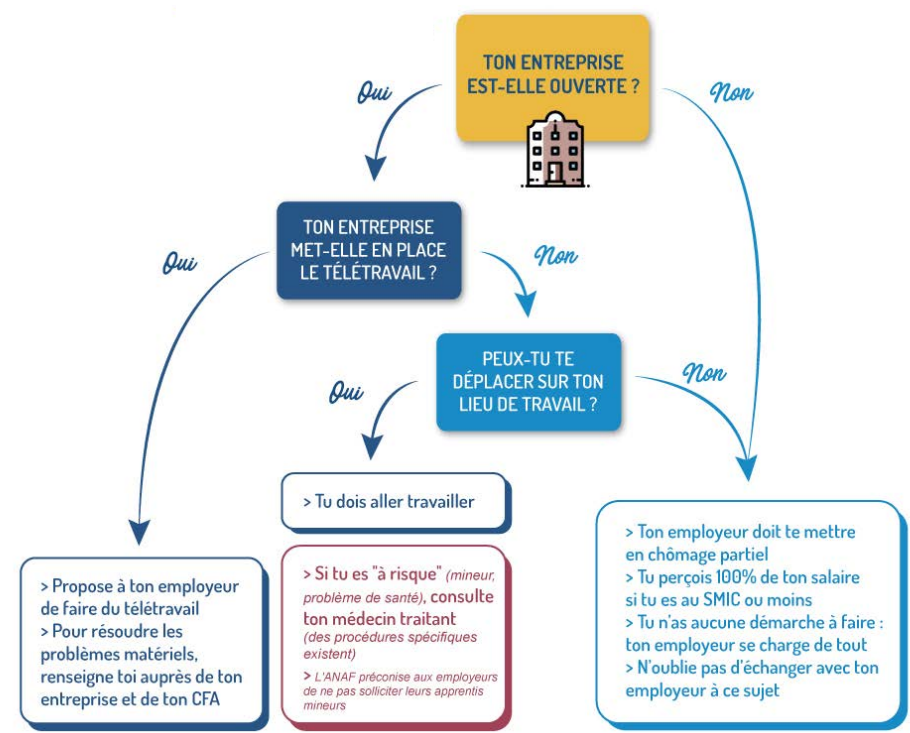 TON ENTREPRISE
EST-ELLE OUVERTE ?
Oui
Non
TON ENTREPRISE
MET-ELLE EN PLACE
LE TÉLÉTRAVAIL ?
Oui
Non
PEUX-TU TE
DÉPLACER SUR TON
LIEU DE TRAVAIL ?
Oui
Non
> Tu dois aller travailler
> Propose à ton employeur
de faire du télétravail
> Pour résoudre les
problèmes matériels,
renseigne toi auprès de ton
entreprise et de ton CFA
> Si tu es "à risque" (mineur,
problème de santé), consulte
ton médecin traitant
(des procédures spécifiques
existent)
> L'ANAF préconise aux employeurs
de ne pas solliciter leurs apprentis
mineurs
> Ton employeur doit te mettre
en chômage partiel
> Tu perçois 100% de ton salaire
si tu es au SMIC ou moins
> Tu n'as aucune démarche à faire :
ton employeur se charge de tout
> N'oublie pas d'échanger avec ton
employeur à ce sujet